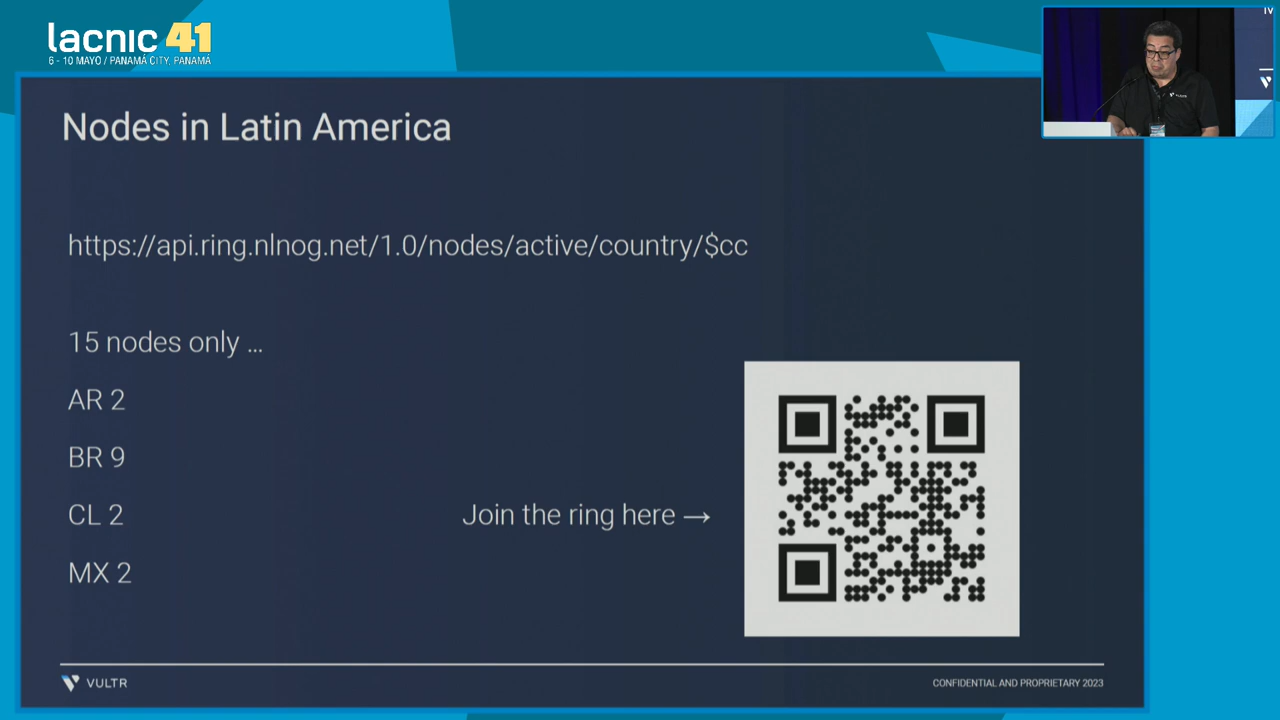 lacnic 41
6 - 10 MAYO / PANAMÁ CITY, PANAMÁ
Nodes in Latin America
https://api.ring.nlnog.net/1.0/nodes/active/country/$cc
15 nodes only ...
AR 2
BR 9
CL 2
MX 2
Join the ring here →
VULTR
CONFIDENTIAL AND PROPRIETARY 2023
VULTR